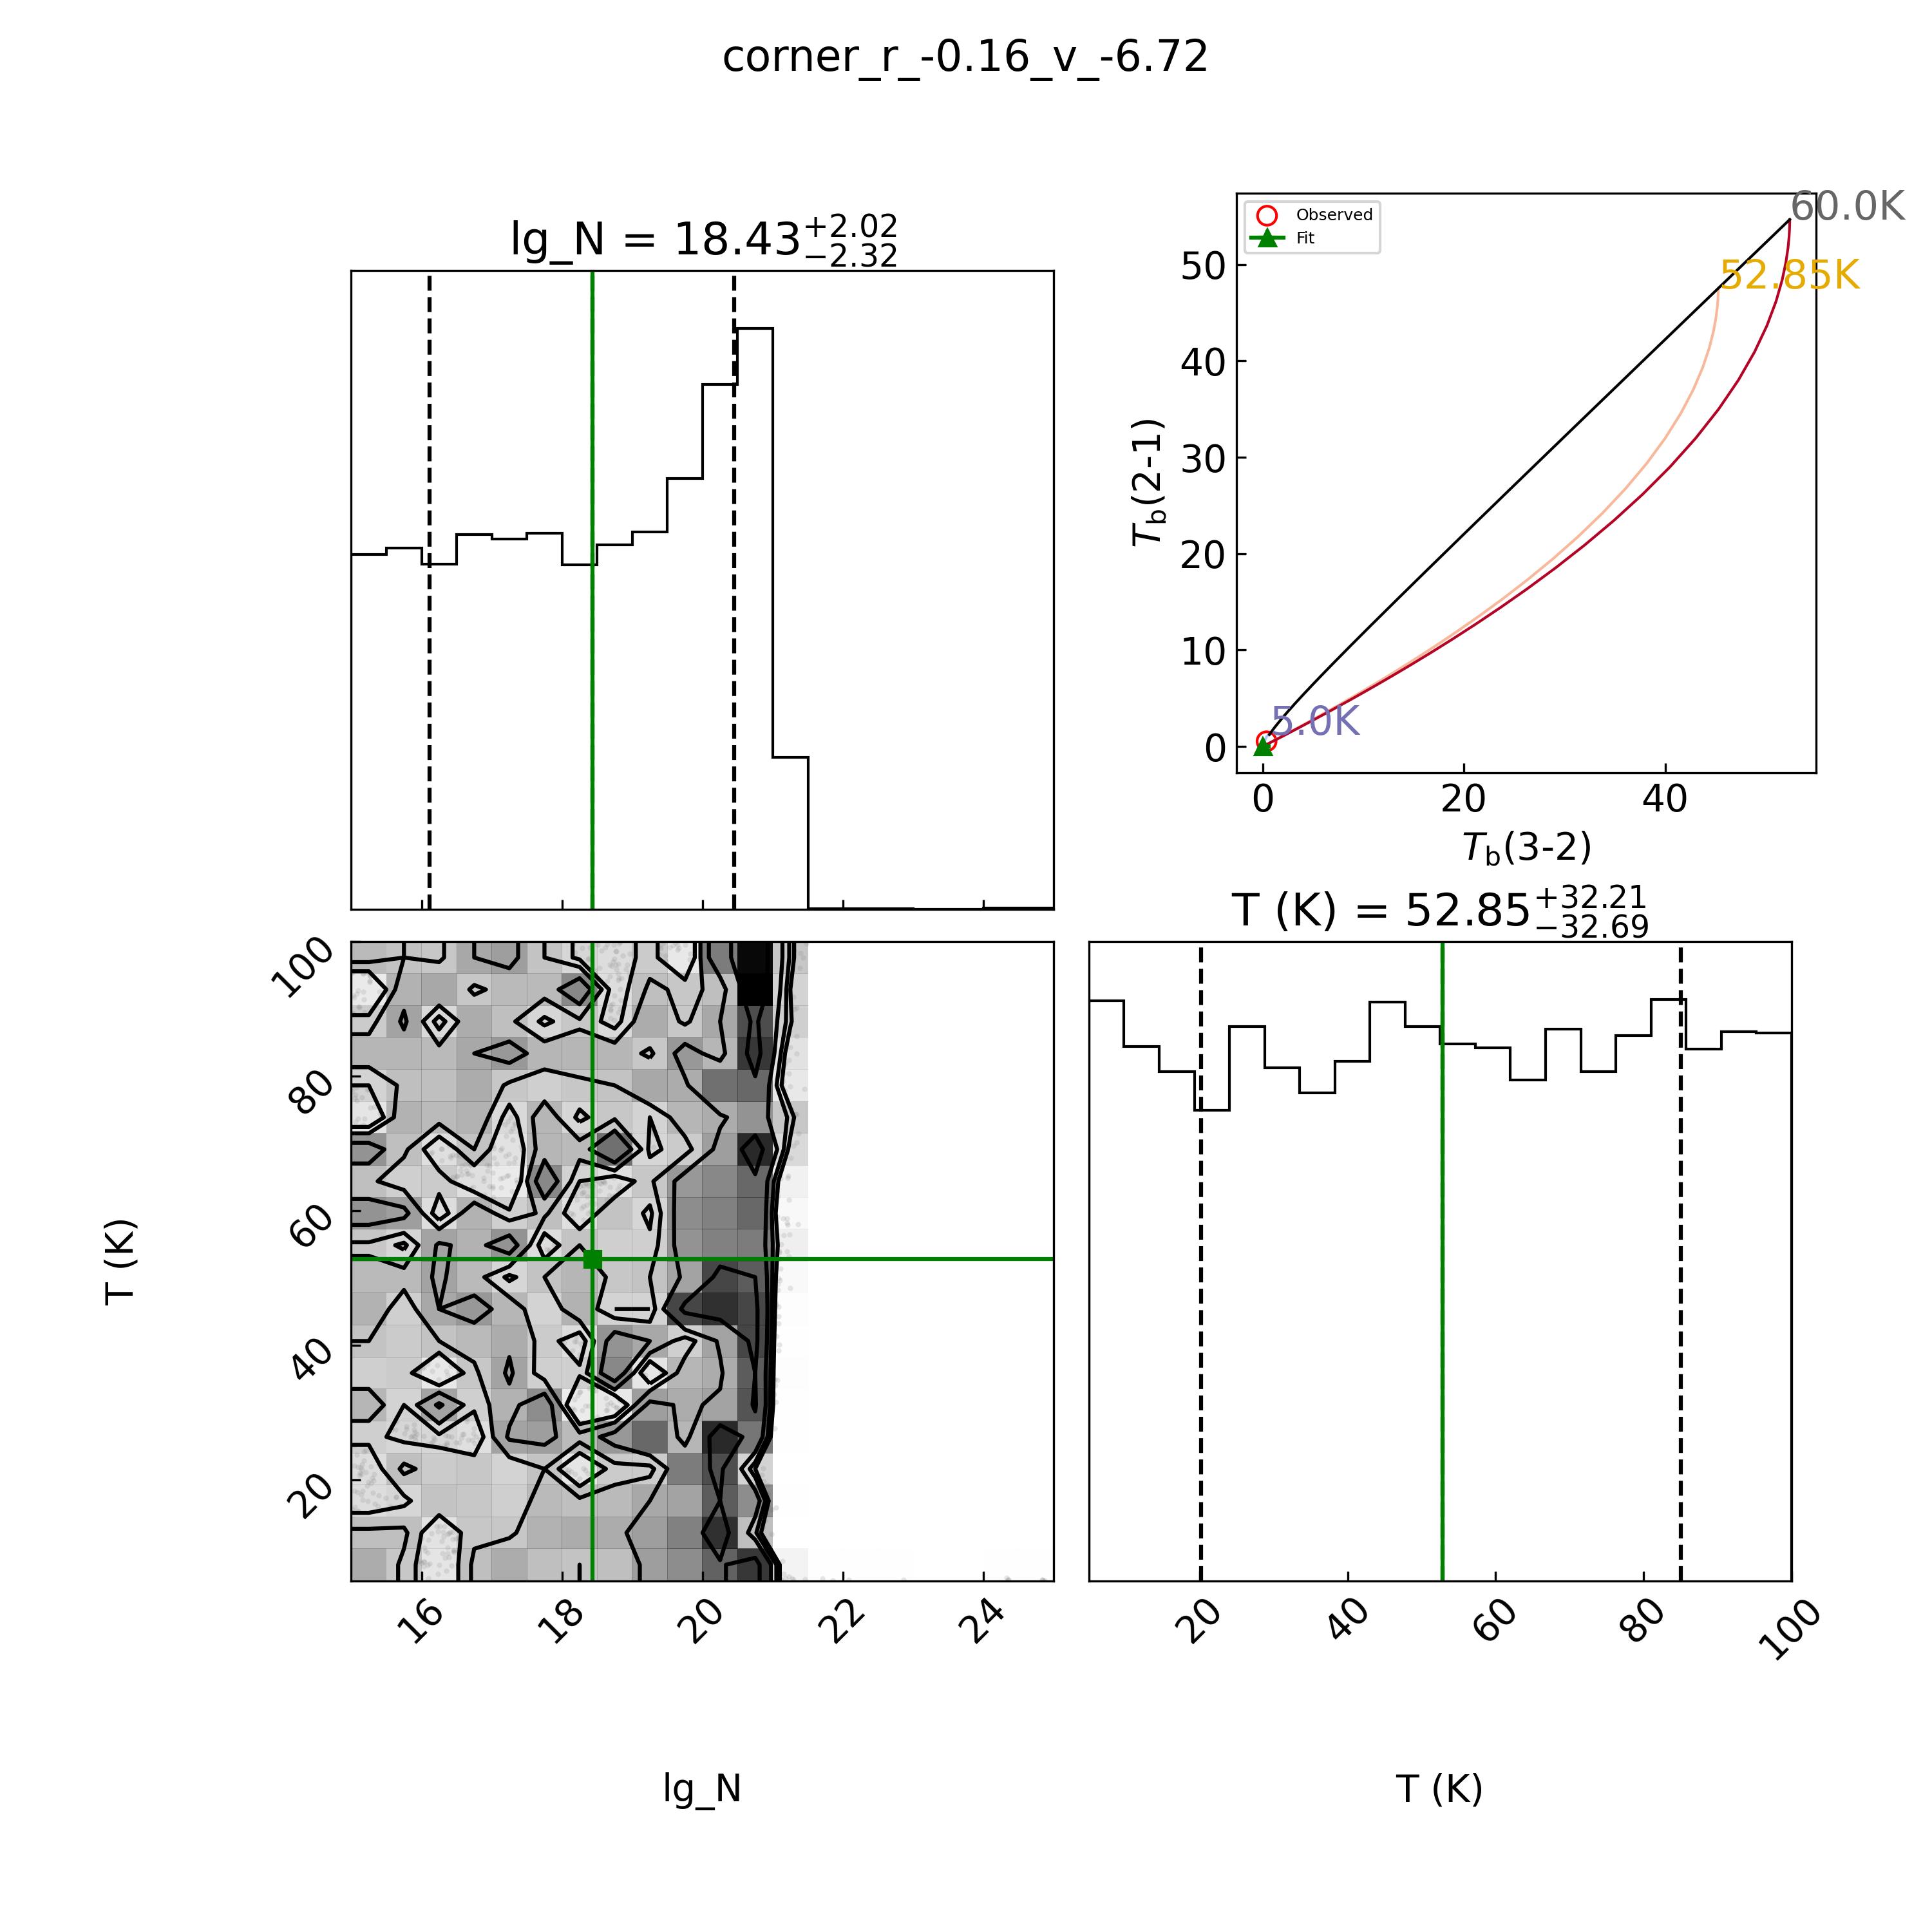 corner_r_-0.16_v_-6.72
lg_N = 18.43+2.02−2.32
60.0K
Observed
Fit
52.85K
5.0K
50
40
30
20
10
0
Tb(2-1)
0 20 40
Tb(3-2)
T (K) = 52.85+32.21−32.69
100
80
60
40
20
T (K)
16 18 20 22 24
lg_N
20 40 60 80 100
T (K)